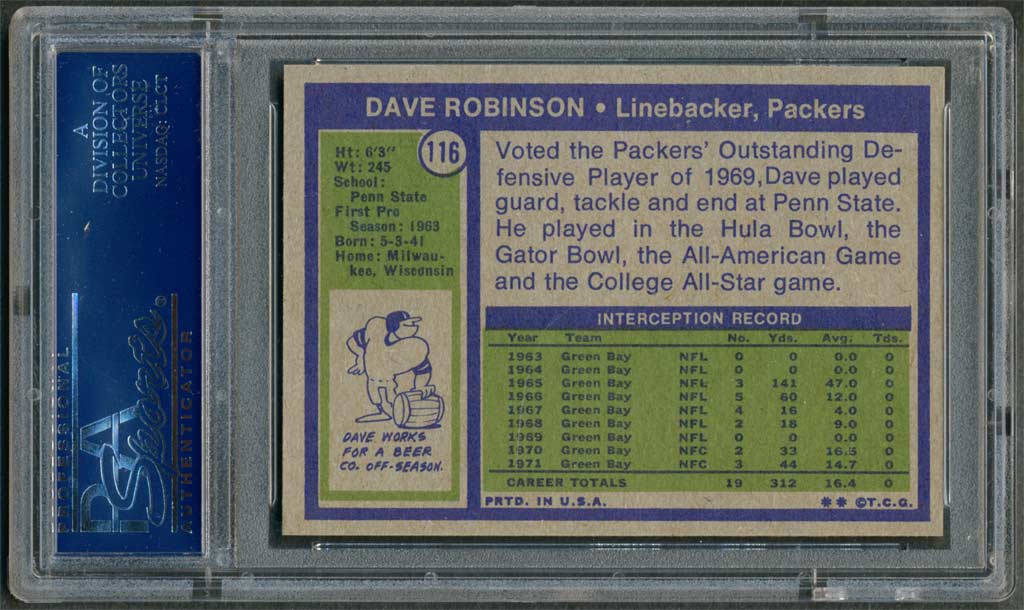 A
DIVISION OF
COLLECTORS
UNIVERSE
NASDAQ: CLCT
PSA
Sports®
PROFESSIONAL
AUTHENTICATOR
DAVE ROBINSON • Linebacker, Packers
116
Ht: 6'3"
Wt: 245
School:
Penn State
First Pro
Season: 1963
Born: 5-3-41
Home: Milwau-
kee, Wisconsin
DAVE WORKS
FOR A BEER
CO. OFF-SEASON.
Voted the Packers' Outstanding De-
fensive Player of 1969,Dave played
guard, tackle and end at Penn State.
He played in the Hula Bowl, the
Gator Bowl, the All-American Game
and the College All-Star game.
INTERCEPTION RECORD
Year Team No. Yds. Avg. Tds.
1963 Green Bay NFL 0 0 0.0 0
1964 Green Bay NFL 0 0 0.0 0
1965 Green Bay NFL 3 141 47.0 0
1966 Green Bay NFL 5 60 12.0 0
1967 Green Bay NFL 4 16 4.0 0
1968 Green Bay NFL 2 18 9.0 0
1969 Green Bay NFL 0 0 0.0 0
1970 Green Bay NFC 2 33 16.5 0
1971 Green Bay NFC 3 44 14.7 0
CAREER TOTALS 19 312 16.4 0
PRTD. IN U.S.A. ** ©T.C.G.